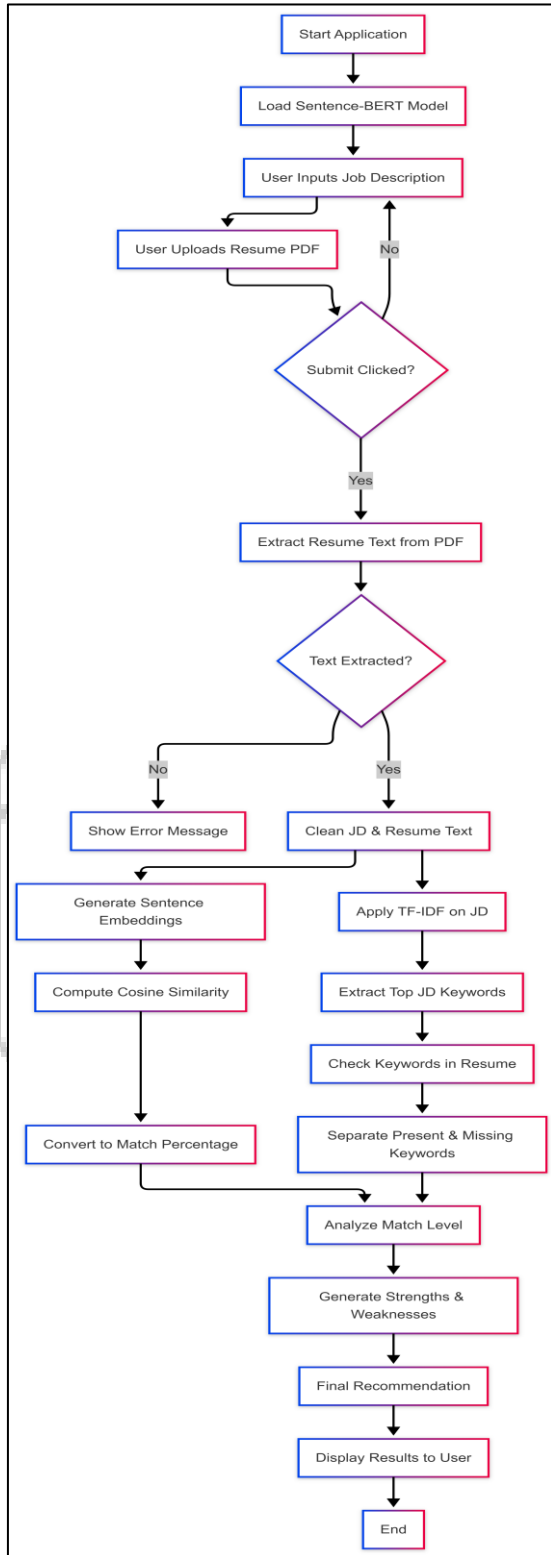 Start Application
Load Sentence-BERT Model
User Inputs Job Description
User Uploads Resume PDF
No
Submit Clicked?
Yes
Extract Resume Text from PDF
Text Extracted?
No
Yes
Show Error Message
Clean JD & Resume Text
Generate Sentence
Embeddings
Apply TF-IDF on JD
Compute Cosine Similarity
Extract Top JD Keywords
Check Keywords in Resume
Convert to Match Percentage
Separate Present & Missing
Keywords
Analyze Match Level
Generate Strengths &
Weaknesses
Final Recommendation
Display Results to User
End